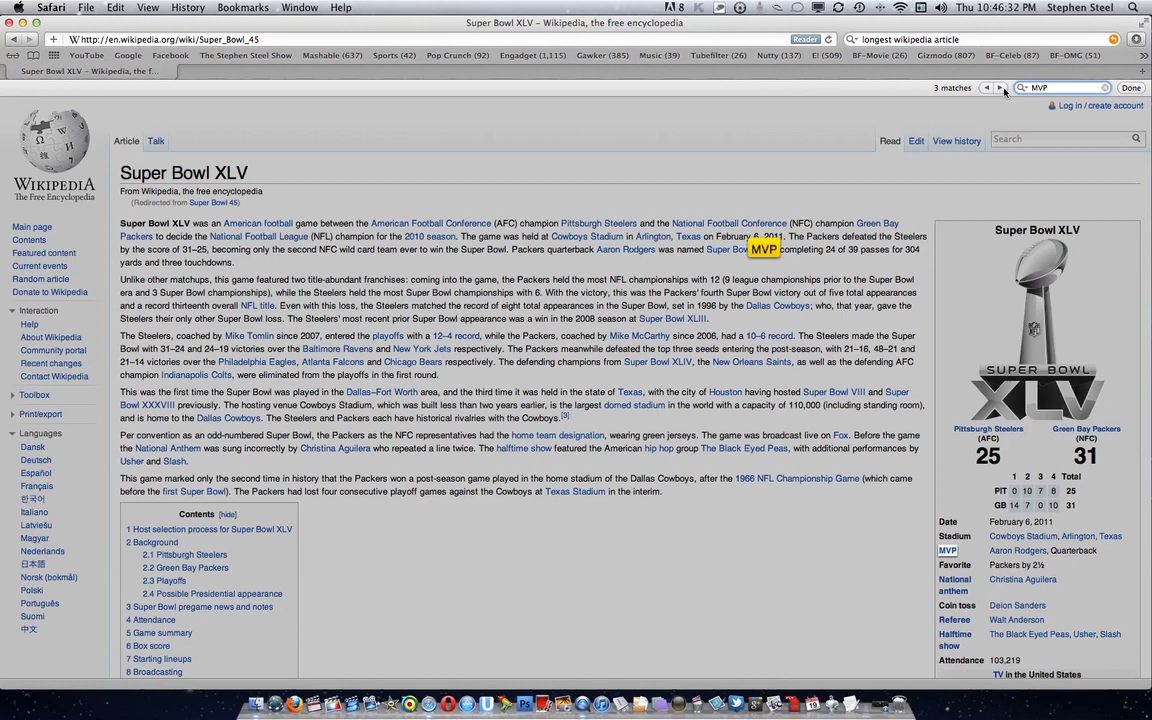 Safari File Edit View History Bookmarks Window Help 8 Thu 10:46:32 PM Stephen Steel
Super Bowl XLV – Wikipedia, the free encyclopedia
http://en.wikipedia.org/wiki/Super_Bowl_45 Reader longest wikipedia article
YouTube Google Facebook The Stephen Steel Show Mashable (637) Sports (42) Pop Crunch (92) Engadget (1,115) Gawker (385) Music (39) Tubefilter (26) Nutty (137) E! (509) BF-Movie (26) Gizmodo (807) BF-Celeb (87) BF-OMG (51)
Super Bowl XLV – Wikipedia, the f...
3 matches MVP Done
Log in / create account
Article Talk Read Edit View history Search
WIKIPEDIA
The Free Encyclopedia
Main page
Contents
Featured content
Current events
Random article
Donate to Wikipedia
Interaction
Help
About Wikipedia
Community portal
Recent changes
Contact Wikipedia
Toolbox
Print/export
Languages
Dansk
Deutsch
Español
Français
한국어
Italiano
Latviešu
Magyar
Nederlands
日本語
Norsk (bokmål)
Polski
Português
Suomi
中文
Super Bowl XLV
From Wikipedia, the free encyclopedia
(Redirected from Super Bowl 45)
Super Bowl XLV was an American football game between the American Football Conference (AFC) champion Pittsburgh Steelers and the National Football Conference (NFC) champion Green Bay
Packers to decide the National Football League (NFL) champion for the 2010 season. The game was held at Cowboys Stadium in Arlington, Texas on February 6, 2011. The Packers defeated the Steelers
by the score of 31–25, becoming only the second NFC wild card team ever to win the Super Bowl. Packers quarterback Aaron Rodgers was named Super Bow MVP completing 24 of 39 passes for 304
yards and three touchdowns.
Unlike other matchups, this game featured two title-abundant franchises: coming into the game, the Packers held the most NFL championships with 12 (9 league championships prior to the Super Bowl
era and 3 Super Bowl championships), while the Steelers held the most Super Bowl championships with 6. With the victory, this was the Packers' fourth Super Bowl victory out of five total appearances
and a record thirteenth overall NFL title. Even with this loss, the Steelers matched the record of eight total appearances in the Super Bowl, set in 1996 by the Dallas Cowboys; who, that year, gave the
Steelers their only other Super Bowl loss. The Steelers' most recent prior Super Bowl appearance was a win in the 2008 season at Super Bowl XLIII.
The Steelers, coached by Mike Tomlin since 2007, entered the playoffs with a 12–4 record, while the Packers, coached by Mike McCarthy since 2006, had a 10–6 record. The Steelers made the Super
Bowl with 31–24 and 24–19 victories over the Baltimore Ravens and New York Jets respectively. The Packers meanwhile defeated the top three seeds entering the post-season, with 21–16, 48–21 and
21–14 victories over the Philadelphia Eagles, Atlanta Falcons and Chicago Bears respectively. The defending champions from Super Bowl XLIV, the New Orleans Saints, as well as the defending AFC
champion Indianapolis Colts, were eliminated from the playoffs in the first round.
This was the first time the Super Bowl was played in the Dallas–Fort Worth area, and the third time it was held in the state of Texas, with the city of Houston having hosted Super Bowl VIII and Super
Bowl XXXVIII previously. The hosting venue Cowboys Stadium, which was built less than two years earlier, is the largest domed stadium in the world with a capacity of 110,000 (including standing room),
and is home to the Dallas Cowboys. The Steelers and Packers each have historical rivalries with the Cowboys.[3]
Per convention as an odd-numbered Super Bowl, the Packers as the NFC representatives had the home team designation, wearing green jerseys. The game was broadcast live on Fox. Before the game
the National Anthem was sung incorrectly by Christina Aguilera who repeated a line twice. The halftime show featured the American hip hop group The Black Eyed Peas, with additional performances by
Usher and Slash.
This game marked only the second time in history that the Packers won a post-season game played in the home stadium of the Dallas Cowboys, after the 1966 NFL Championship Game (which came
before the first Super Bowl). The Packers had lost four consecutive playoff games against the Cowboys at Texas Stadium in the interim.
Contents [hide]
1 Host selection process for Super Bowl XLV
2 Background
2.1 Pittsburgh Steelers
2.2 Green Bay Packers
2.3 Playoffs
2.4 Possible Presidential appearance
3 Super Bowl pregame news and notes
4 Attendance
5 Game summary
6 Box score
7 Starting lineups
8 Broadcasting
Super Bowl XLV
NFL
SUPER BOWL
XLV
Pittsburgh Steelers Green Bay Packers
(AFC) (NFC)
25 31
1 2 3 4 Total
PIT 0 10 7 8 25
GB 14 7 0 10 31
Date February 6, 2011
Stadium Cowboys Stadium, Arlington, Texas
MVP Aaron Rodgers, Quarterback
Favorite Packers by 2½
National Christina Aguilera
anthem
Coin toss Deion Sanders
Referee Walt Anderson
Halftime The Black Eyed Peas, Usher, Slash
show
Attendance 103,219
TV in the United States
Ps
19